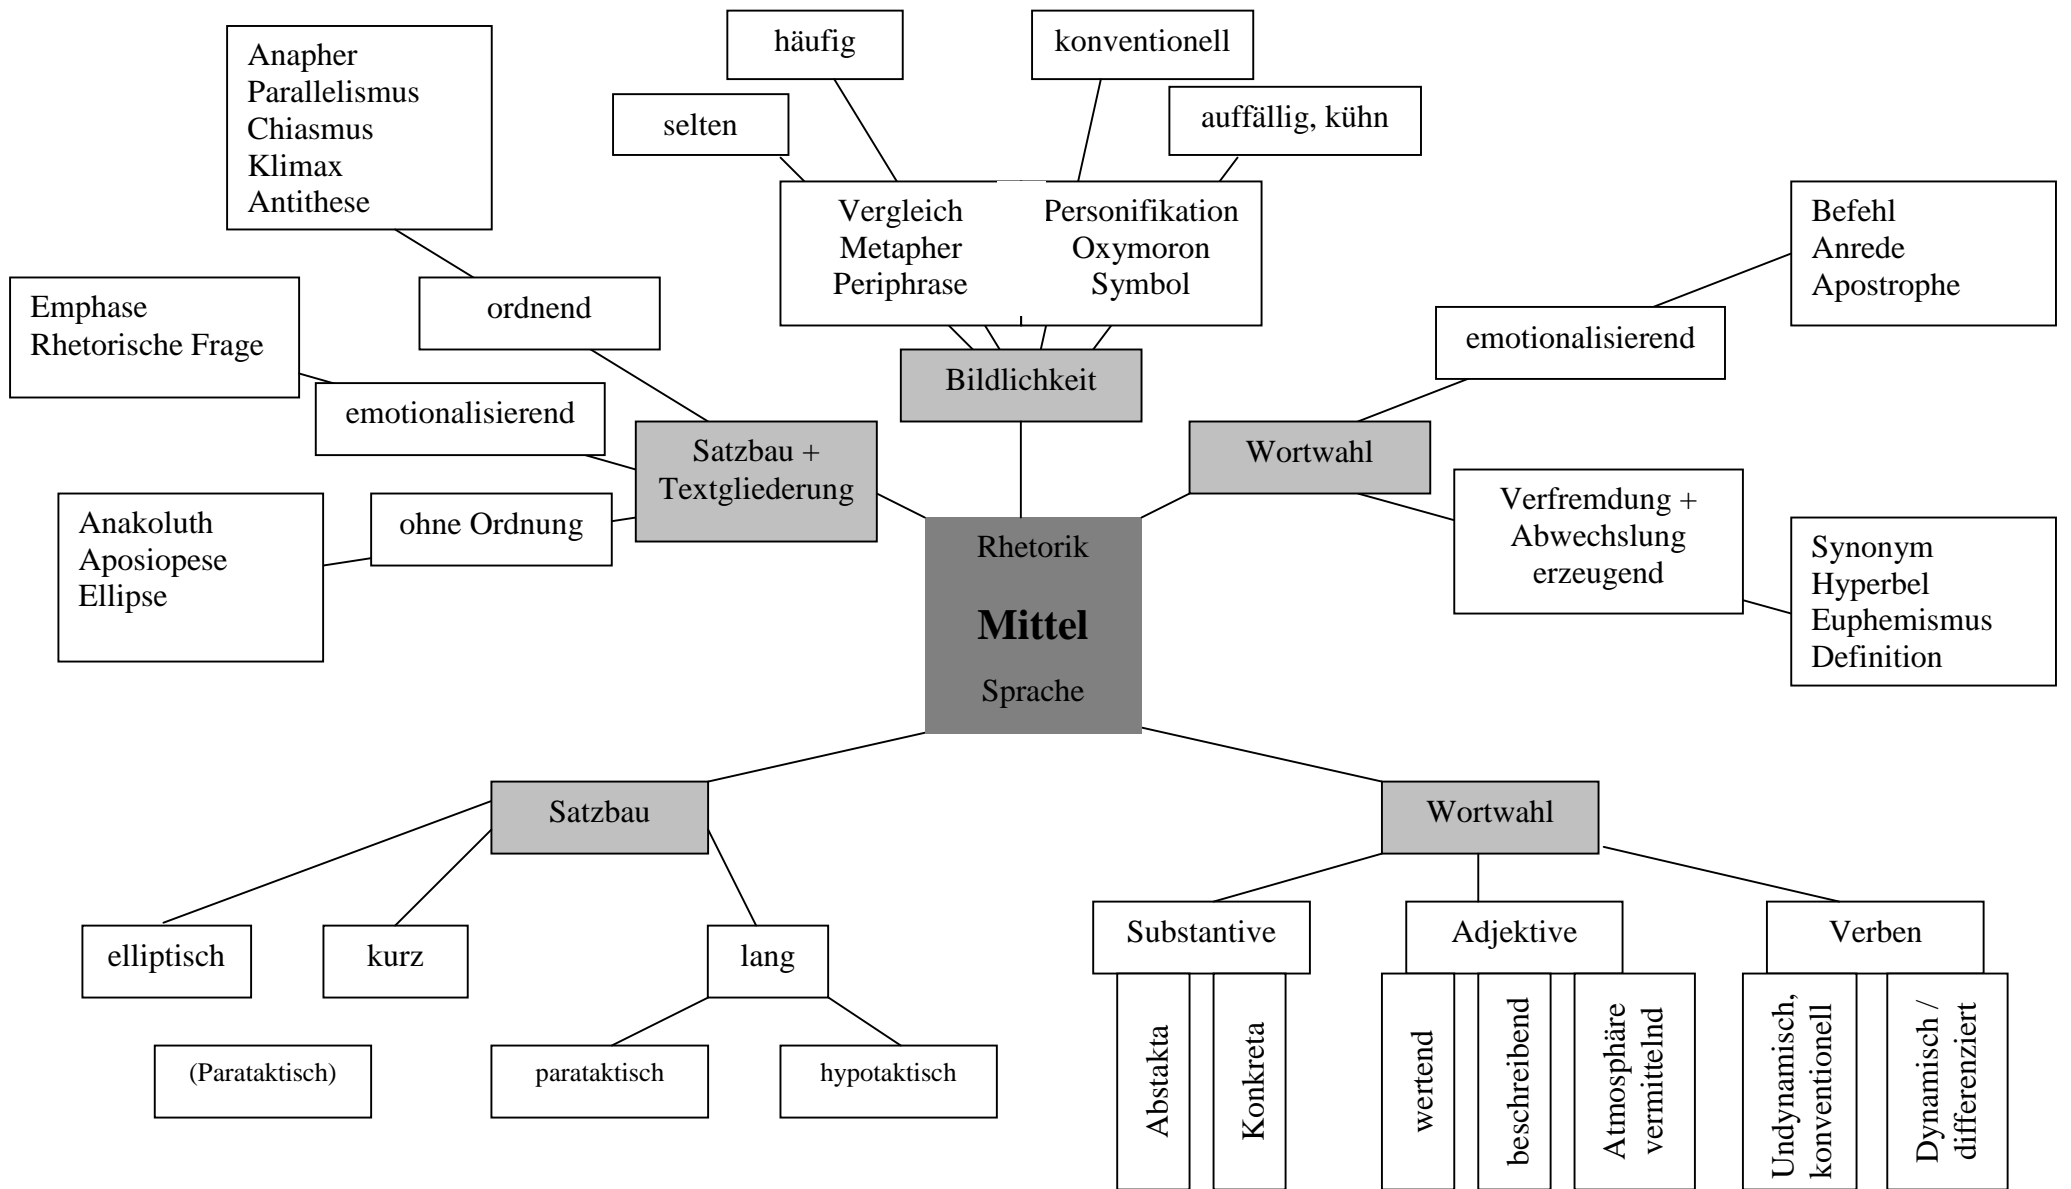 häufig
konventionell
selten
auffällig, kühn
Anapher
Parallelismus
Chiasmus
Klimax
Antithese
Vergleich
Metapher
Periphrase
Personifikation
Oxymoron
Symbol
Befehl
Anrede
Apostrophe
Emphase
Rhetorische Frage
ordnend
emotionalisierend
Bildlichkeit
emotionalisierend
Satzbau +
Textgliederung
Wortwahl
Anakoluth
Aposiopese
Ellipse
ohne Ordnung
Verfremdung +
Abwechslung
erzeugend
Synonym
Hyperbel
Euphemismus
Definition
Rhetorik
Mittel
Sprache
Satzbau
Wortwahl
elliptisch
kurz
lang
(Parataktisch)
parataktisch
hypotaktisch
Substantive
Adjektive
Verben
Abstakta
Konkreta
wertend
beschreibend
Atmosphäre
vermittelnd
Undynamisch,
konventionell
Dynamisch /
differenziert